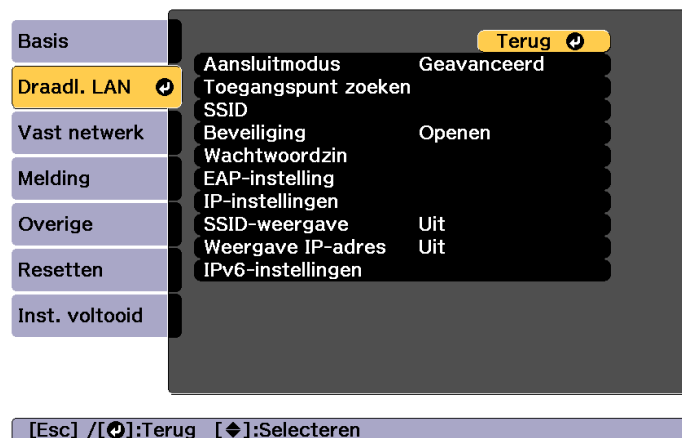 Basis
Draadl. LAN
Vast netwerk
Melding
Overige
Resetten
Inst. voltooid
Terug
Aansluitmodus Geavanceerd
Toegangspunt zoeken
SSID
Beveiliging Openen
Wachtwoordzin
EAP-instelling
IP-instellingen
SSID-weergave Uit
Weergave IP-adres Uit
IPv6-instellingen
[Esc] /[⏎]:Terug [◆]:Selecteren